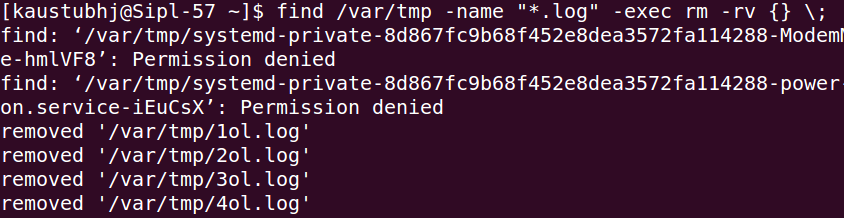 [kaustubhj@Sipl-57 ~]$ find /var/tmp -name "*.log" -exec rm -rv {} \;
find: ‘/var/tmp/systemd-private-8d867fc9b68f452e8dea3572fa114288-ModemM
e-hmlVF8’: Permission denied
find: ‘/var/tmp/systemd-private-8d867fc9b68f452e8dea3572fa114288-power-
on.service-iEuCsX’: Permission denied
removed '/var/tmp/1ol.log'
removed '/var/tmp/2ol.log'
removed '/var/tmp/3ol.log'
removed '/var/tmp/4ol.log'